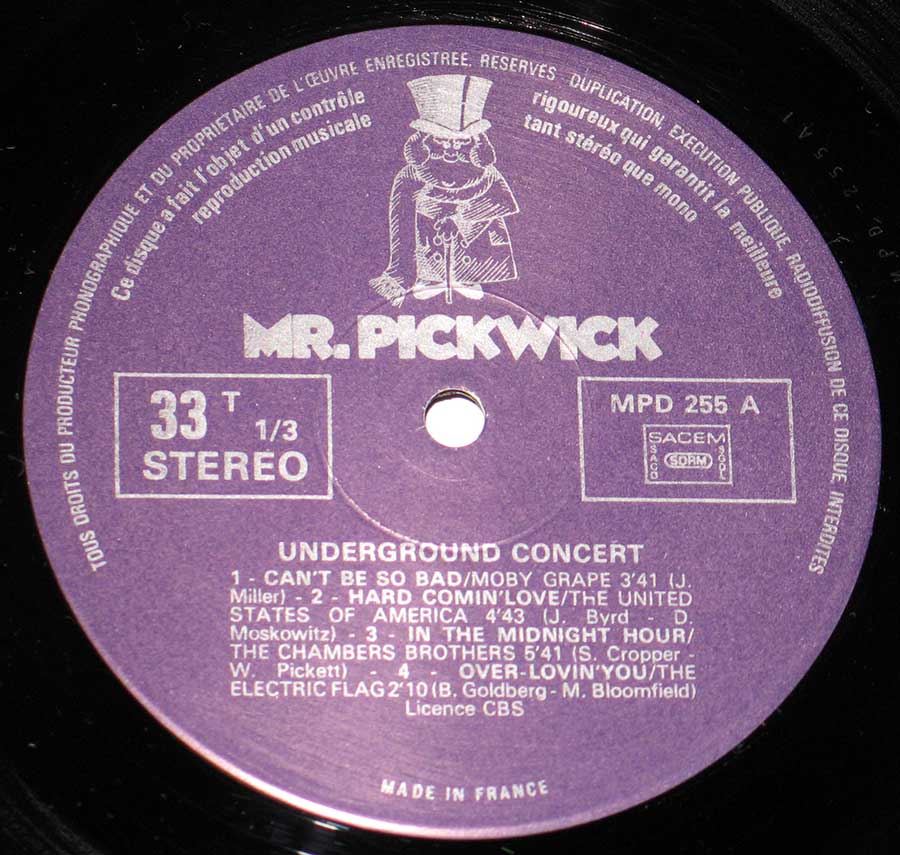 TOUS DROITS DU PRODUCTEUR PHONOGRAPHIQUE ET DU PROPRIETAIRE DE L'ŒUVRE ENREGISTREE. RESERVES DUPLICATION, EXECUTION PUBLIQUE, RADIODIFFUSION DE CE DISQUE INTERDITES
Ce disque a fait l'objet d'un contrôle rigoureux qui garantit la meilleure
reproduction musicale tant stéréo que mono
MR. PICKWICK
33 T 1/3
STEREO
MPD 255 A
SACEM
SACD SDRM SGDL
UNDERGROUND CONCERT
1 - CAN'T BE SO BAD/MOBY GRAPE 3'41 (J.
Miller) - 2 - HARD COMIN'LOVE/THE UNITED
STATES OF AMERICA 4'43 (J. Byrd - D.
Moskowitz) - 3 - IN THE MIDNIGHT HOUR/
THE CHAMBERS BROTHERS 5'41 (S. Cropper -
W. Pickett) - 4 - OVER-LOVIN'YOU/THE
ELECTRIC FLAG 2'10 (B. Goldberg - M. Bloomfield)
Licence CBS
MADE IN FRANCE